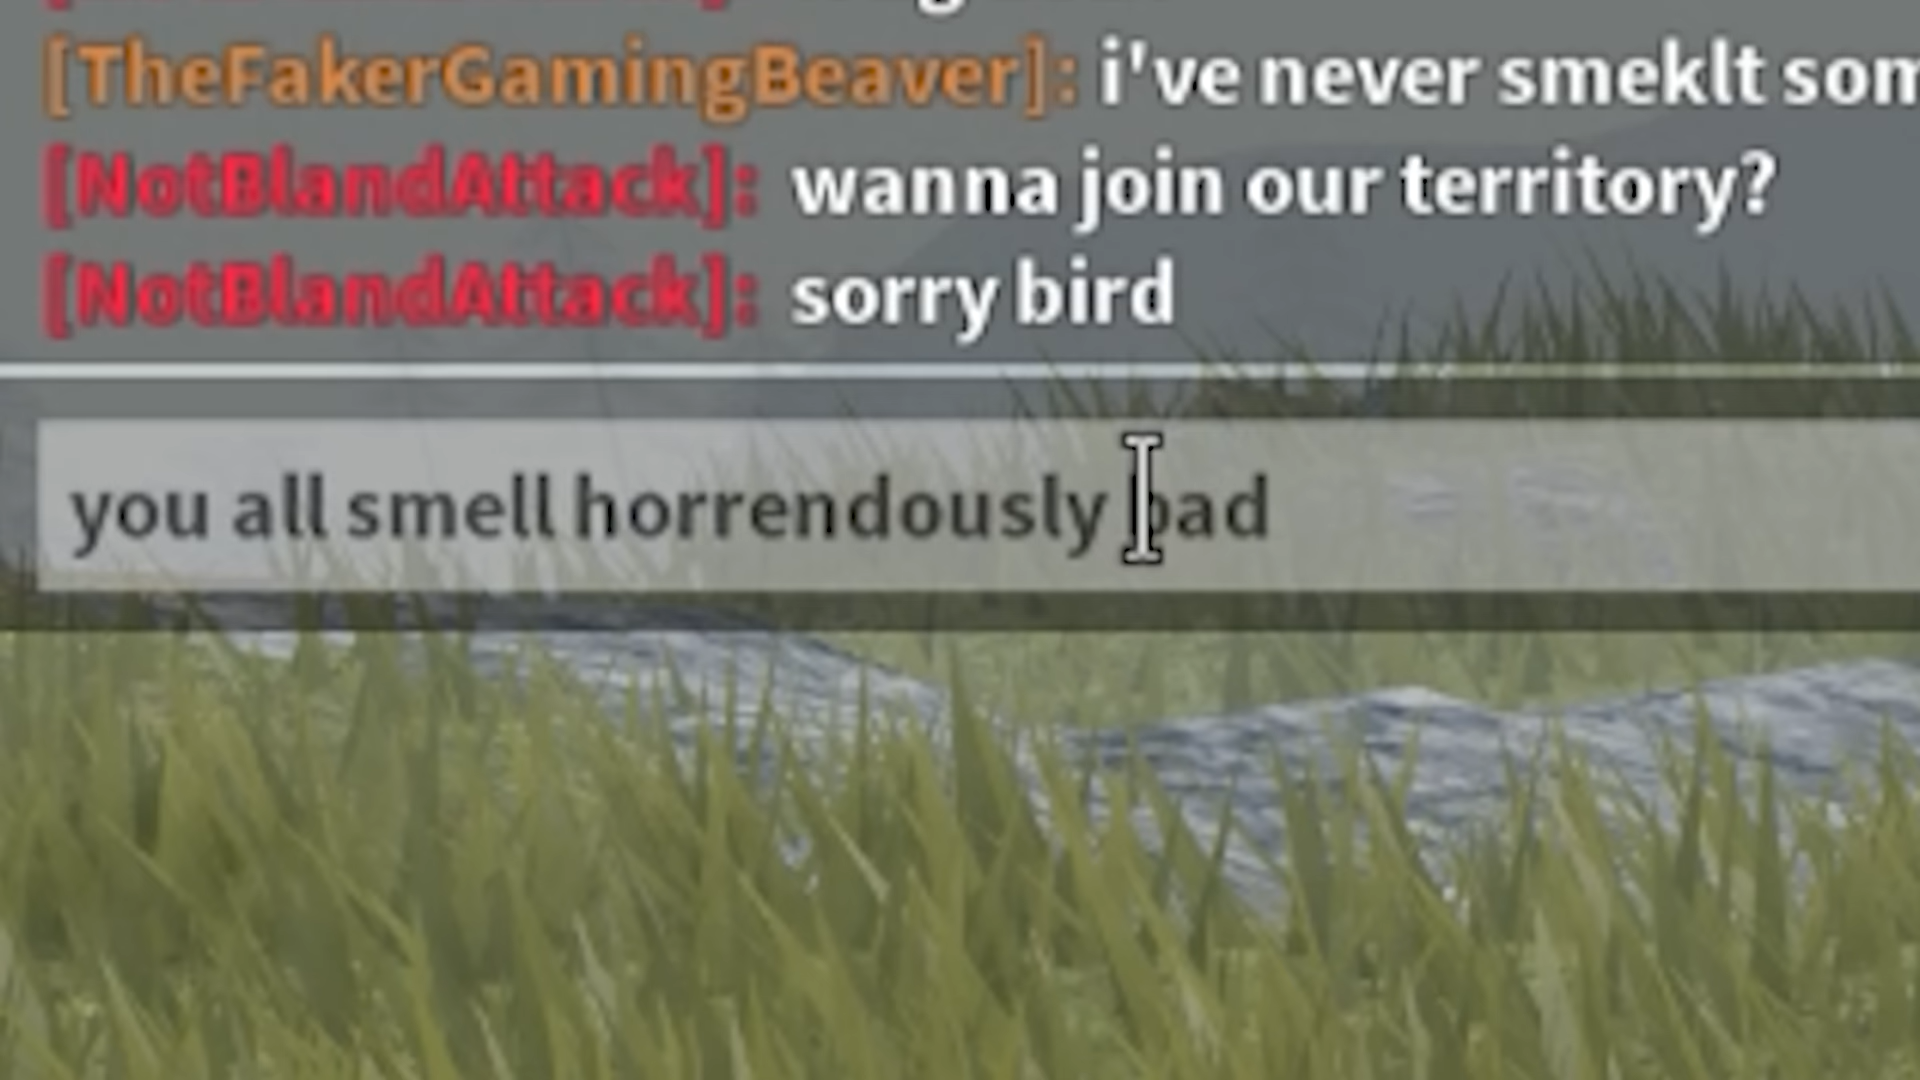 [TheFakerGamingBeaver]: i've never smeklt som
[NotBlandAttack]: wanna join our territory?
[NotBlandAttack]: sorry bird
you all smell horrendously bad